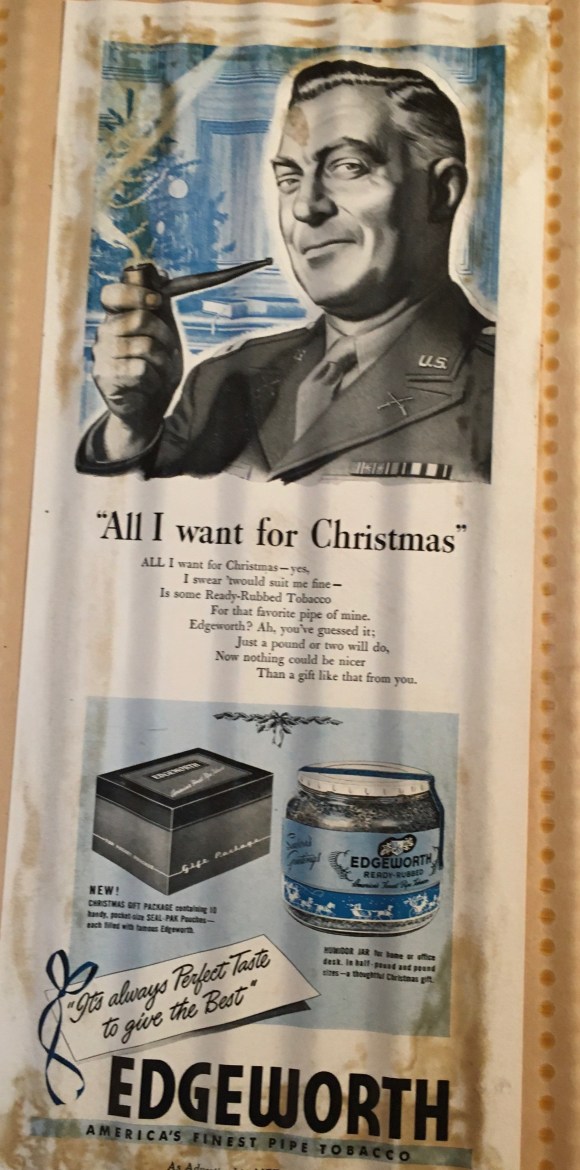 U.S.
"All I want for Christmas"
ALL I want for Christmas—yes,
I swear 'twould suit me fine—
Is some Ready-Rubbed Tobacco
For that favorite pipe of mine.
Edgeworth? Ah, you've guessed it;
Just a pound or two will do,
Now nothing could be nicer
Than a gift like that from you.
EDGEWORTH
Gift Package
NEW!
CHRISTMAS GIFT PACKAGE containing 10
handy, pocket-size SEAL-PAK Pouches—
each filled with famous Edgeworth.
Season's
Greetings!
EDGEWORTH
READY-RUBBED
America's Finest Pipe Tobacco
HUMIDOR JAR for home or office
desk. In half-pound and pound
sizes—a thoughtful Christmas gift.
"It's always Perfect Taste
to give the Best"
EDGEWORTH
AMERICA'S FINEST PIPE TOBACCO
As